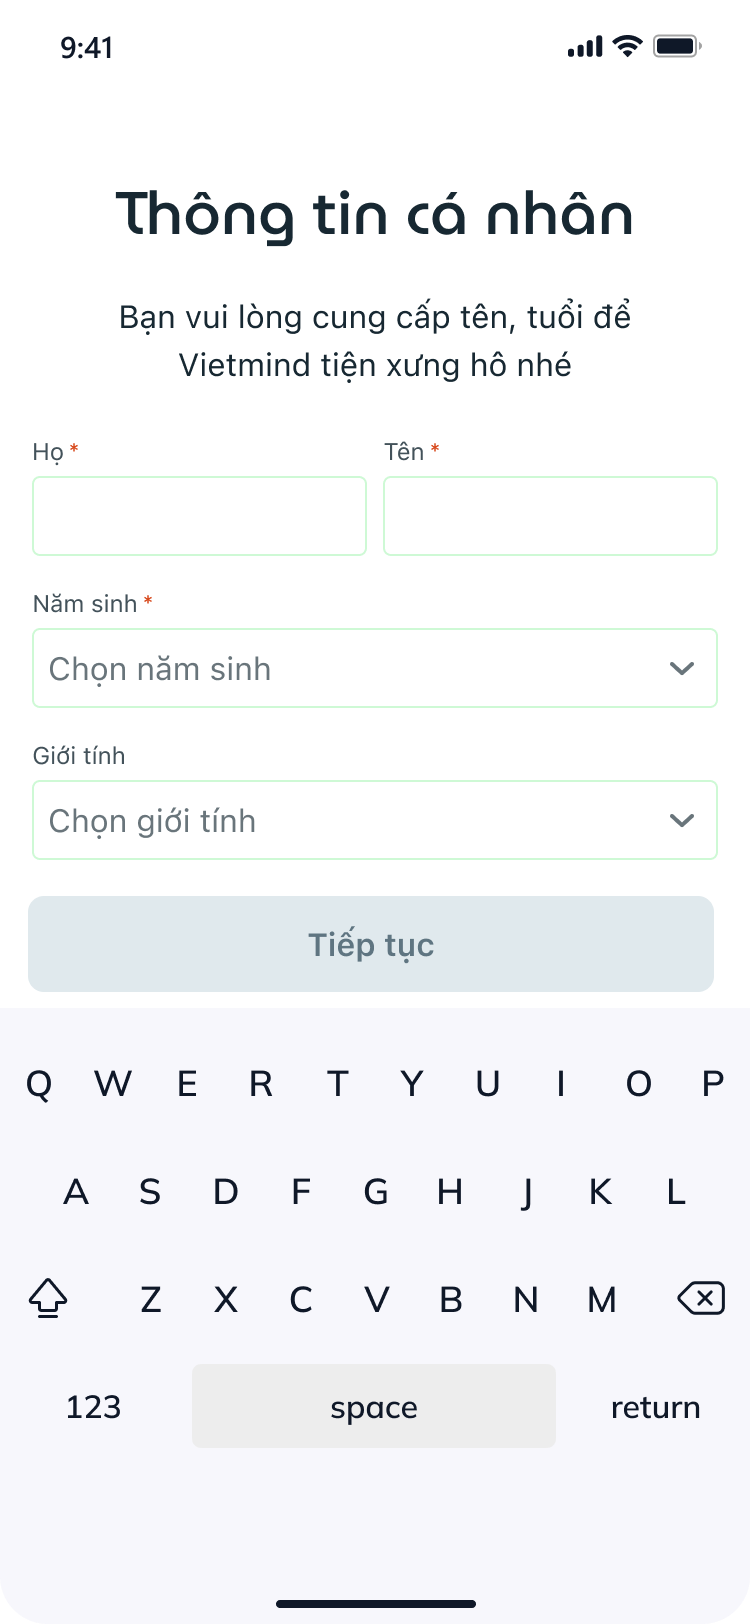 9:41
Thông tin cá nhân
Bạn vui lòng cung cấp tên, tuổi để
Vietmind tiện xưng hô nhé
Họ * Tên *
Năm sinh *
Chọn năm sinh
Giới tính
Chọn giới tính
Tiếp tục
Q W E R T Y U I O P
A S D F G H J K L
Z X C V B N M
123 space return